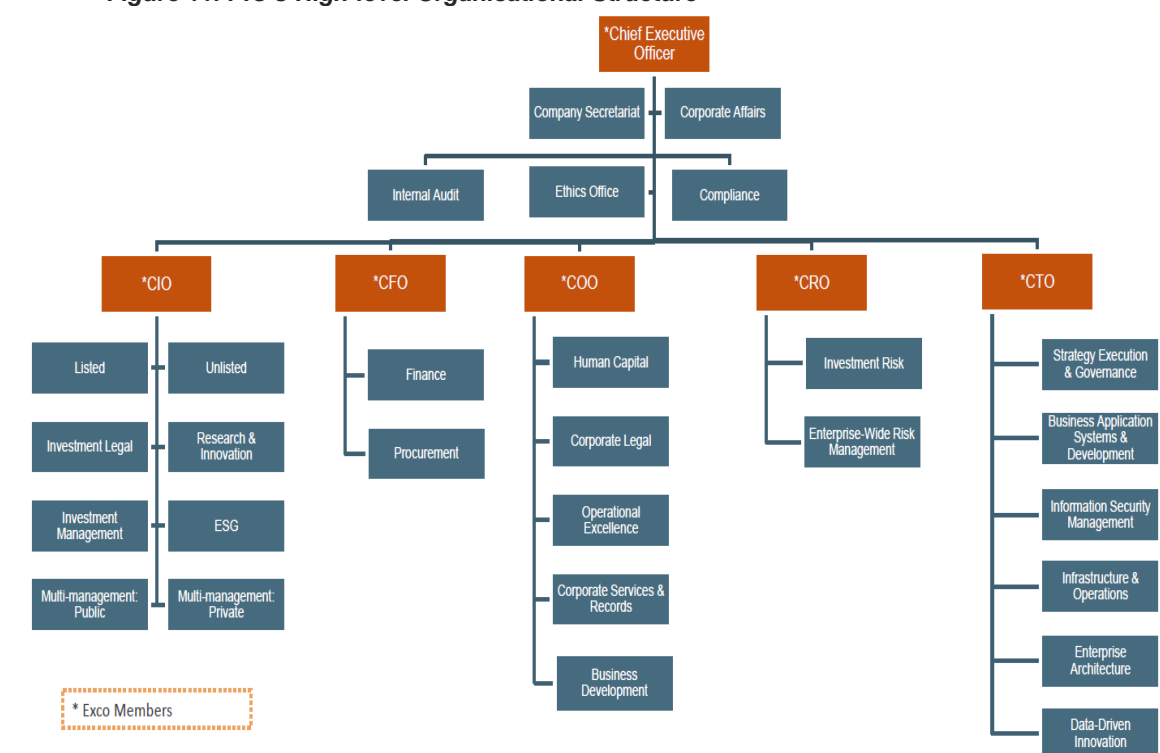 *Chief Executive
Officer
Company Secretariat
Corporate Affairs
Internal Audit
Ethics Office
Compliance
*CIO
*CFO
*COO
*CRO
*CTO
Listed
Unlisted
Investment Legal
Research &
Innovation
Investment
Management
ESG
Multi-management:
Public
Multi-management:
Private
Finance
Procurement
Human Capital
Corporate Legal
Operational
Excellence
Corporate Services &
Records
Business
Development
Investment Risk
Enterprise-Wide Risk
Management
Strategy Execution
& Governance
Business Application
Systems &
Development
Information Security
Management
Infrastructure &
Operations
Enterprise
Architecture
Data-Driven
Innovation
* Exco Members